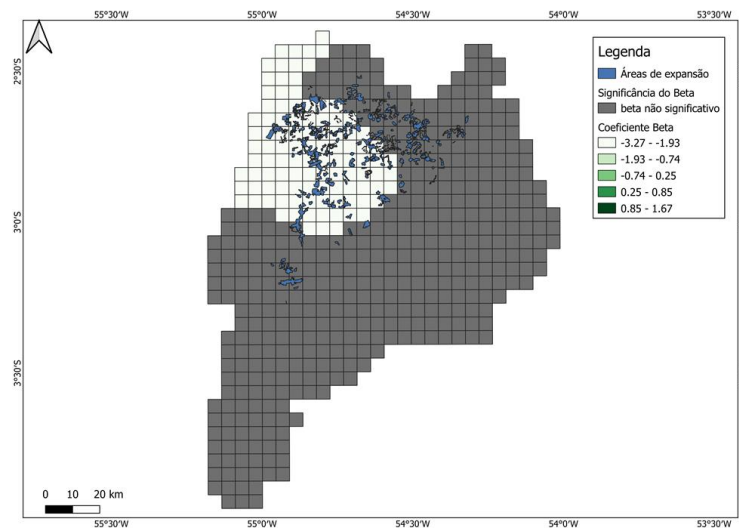 55°30'W 55°0'W 54°30'W 54°0'W 53°30'W
Legenda
Áreas de expansão
Significância do Beta
beta não significativo
Coeficiente Beta
-3.27 - -1.93
-1.93 - -0.74
-0.74 - 0.25
0.25 - 0.85
0.85 - 1.67
2°30'S
3°0'S
3°30'S
0 10 20 km
55°30'W 55°0'W 54°30'W 54°0'W 53°30'W